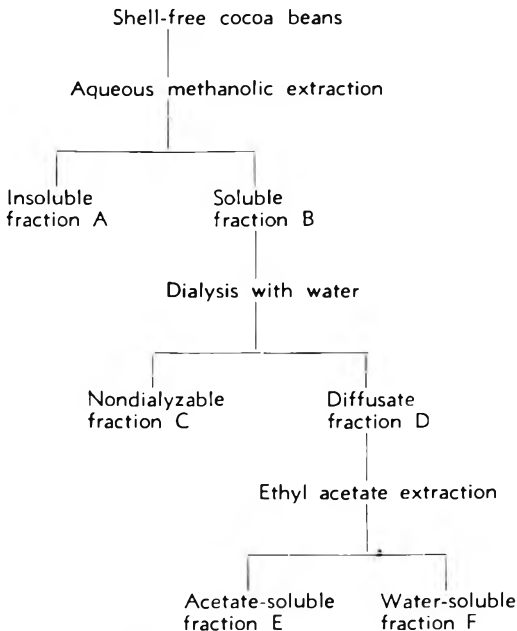 Shell-free cocoa beans
Aqueous methanolic extraction
Insoluble
fraction A
Soluble
fraction B
Dialysis with water
Nondialyzable
fraction C
Diffusate
fraction D
Ethyl acetate extraction
Acetate-soluble
fraction E
Water-soluble
fraction F